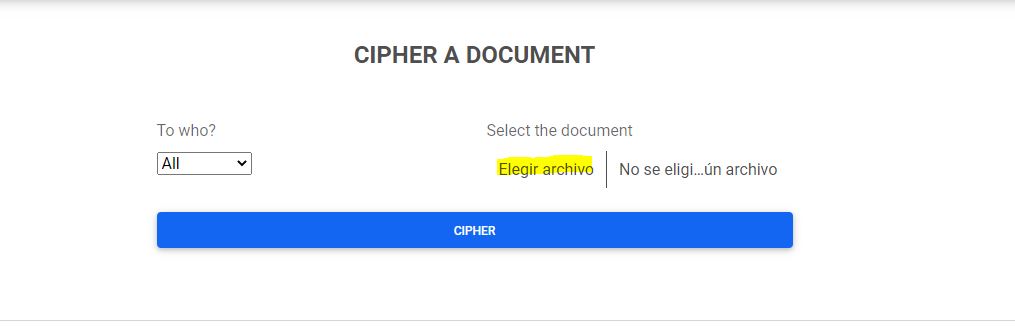 CIPHER A DOCUMENT
To who?
Select the document
All
Elegir archivo
No se eligi...ún archivo
CIPHER